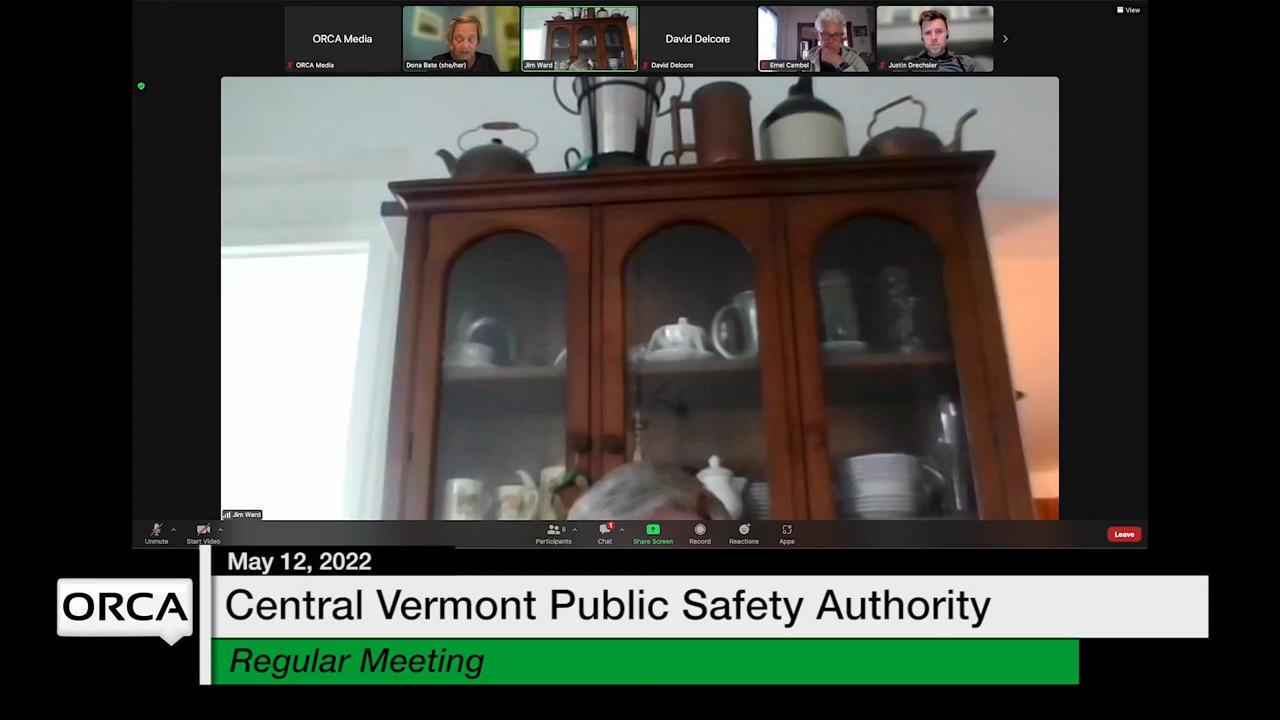 View
ORCA Media
David Delcore
ORCA Media
Dona Bate (she/her)
Jim Ward
David Delcore
Emel Cambel
Justin Drechsler
Jim Ward
Unmute
Start Video
8
Participants
1
Chat
Share Screen
Record
Reactions
Apps
Leave
May 12, 2022
ORCA
Central Vermont Public Safety Authority
Regular Meeting